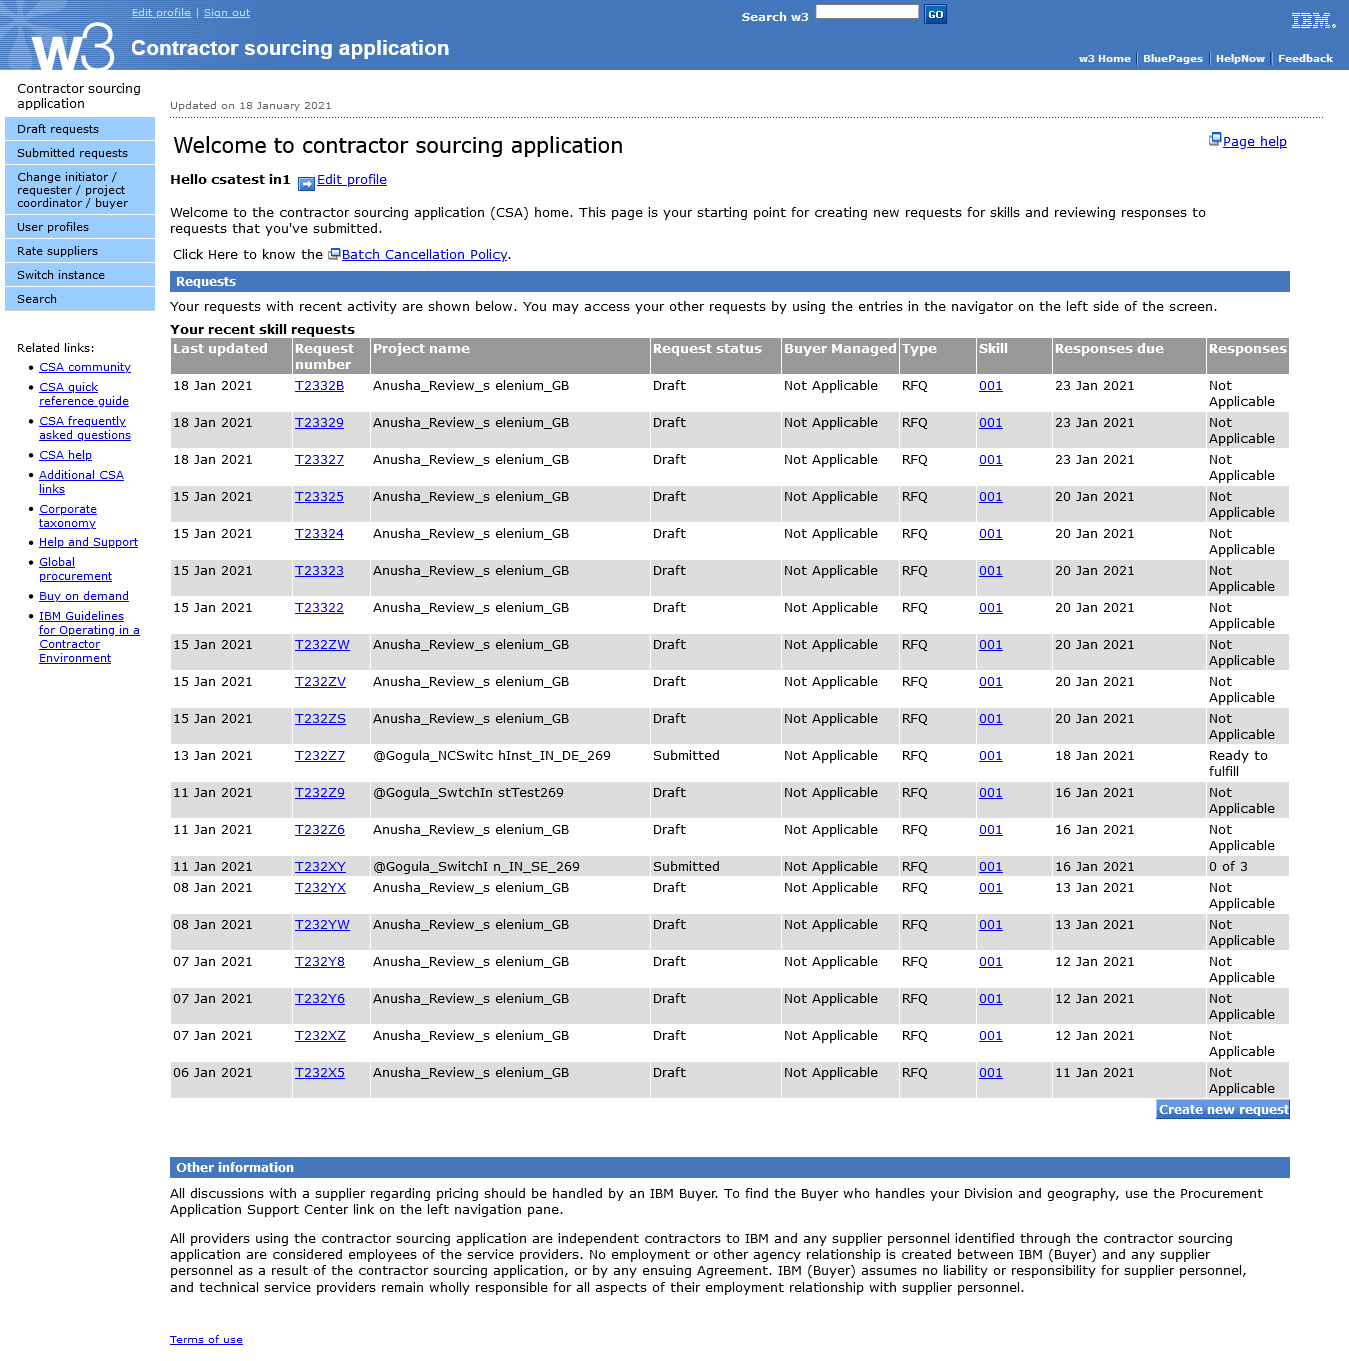 Edit profile | Sign out
Search w3 GO
IBM.
w3 Contractor sourcing application
w3 Home | BluePages | HelpNow | Feedback
Contractor sourcing
application
Draft requests
Submitted requests
Change initiator /
requester / project
coordinator / buyer
User profiles
Rate suppliers
Switch instance
Search
Related links:
CSA community
CSA quick
reference guide
CSA frequently
asked questions
CSA help
Additional CSA
links
Corporate
taxonomy
Help and Support
Global
procurement
Buy on demand
IBM Guidelines
for Operating in a
Contractor
Environment
Updated on 18 January 2021
Welcome to contractor sourcing application
Page help
Hello csatest in1 Edit profile
Welcome to the contractor sourcing application (CSA) home. This page is your starting point for creating new requests for skills and reviewing responses to
requests that you've submitted.
Click Here to know the Batch Cancellation Policy.
Requests
Your requests with recent activity are shown below. You may access your other requests by using the entries in the navigator on the left side of the screen.
Your recent skill requests
Last updated Request number Project name Request status Buyer Managed Type Skill Responses due Responses
18 Jan 2021 T2332B Anusha_Review_s elenium_GB Draft Not Applicable RFQ 001 23 Jan 2021 Not Applicable
18 Jan 2021 T23329 Anusha_Review_s elenium_GB Draft Not Applicable RFQ 001 23 Jan 2021 Not Applicable
18 Jan 2021 T23327 Anusha_Review_s elenium_GB Draft Not Applicable RFQ 001 23 Jan 2021 Not Applicable
15 Jan 2021 T23325 Anusha_Review_s elenium_GB Draft Not Applicable RFQ 001 20 Jan 2021 Not Applicable
15 Jan 2021 T23324 Anusha_Review_s elenium_GB Draft Not Applicable RFQ 001 20 Jan 2021 Not Applicable
15 Jan 2021 T23323 Anusha_Review_s elenium_GB Draft Not Applicable RFQ 001 20 Jan 2021 Not Applicable
15 Jan 2021 T23322 Anusha_Review_s elenium_GB Draft Not Applicable RFQ 001 20 Jan 2021 Not Applicable
15 Jan 2021 T232ZW Anusha_Review_s elenium_GB Draft Not Applicable RFQ 001 20 Jan 2021 Not Applicable
15 Jan 2021 T232ZV Anusha_Review_s elenium_GB Draft Not Applicable RFQ 001 20 Jan 2021 Not Applicable
15 Jan 2021 T232ZS Anusha_Review_s elenium_GB Draft Not Applicable RFQ 001 20 Jan 2021 Not Applicable
13 Jan 2021 T232Z7 @Gogula_NCSwitc hInst_IN_DE_269 Submitted Not Applicable RFQ 001 18 Jan 2021 Ready to fulfill
11 Jan 2021 T232Z9 @Gogula_SwtchIn stTest269 Draft Not Applicable RFQ 001 16 Jan 2021 Not Applicable
11 Jan 2021 T232Z6 Anusha_Review_s elenium_GB Draft Not Applicable RFQ 001 16 Jan 2021 Not Applicable
11 Jan 2021 T232XY @Gogula_SwitchI n_IN_SE_269 Submitted Not Applicable RFQ 001 16 Jan 2021 0 of 3
08 Jan 2021 T232YX Anusha_Review_s elenium_GB Draft Not Applicable RFQ 001 13 Jan 2021 Not Applicable
08 Jan 2021 T232YW Anusha_Review_s elenium_GB Draft Not Applicable RFQ 001 13 Jan 2021 Not Applicable
07 Jan 2021 T232Y8 Anusha_Review_s elenium_GB Draft Not Applicable RFQ 001 12 Jan 2021 Not Applicable
07 Jan 2021 T232Y6 Anusha_Review_s elenium_GB Draft Not Applicable RFQ 001 12 Jan 2021 Not Applicable
07 Jan 2021 T232XZ Anusha_Review_s elenium_GB Draft Not Applicable RFQ 001 12 Jan 2021 Not Applicable
06 Jan 2021 T232X5 Anusha_Review_s elenium_GB Draft Not Applicable RFQ 001 11 Jan 2021 Not Applicable
Create new request
Other information
All discussions with a supplier regarding pricing should be handled by an IBM Buyer. To find the Buyer who handles your Division and geography, use the Procurement
Application Support Center link on the left navigation pane.
All providers using the contractor sourcing application are independent contractors to IBM and any supplier personnel identified through the contractor sourcing
application are considered employees of the service providers. No employment or other agency relationship is created between IBM (Buyer) and any supplier
personnel as a result of the contractor sourcing application, or by any ensuing Agreement. IBM (Buyer) assumes no liability or responsibility for supplier personnel,
and technical service providers remain wholly responsible for all aspects of their employment relationship with supplier personnel.
Terms of use